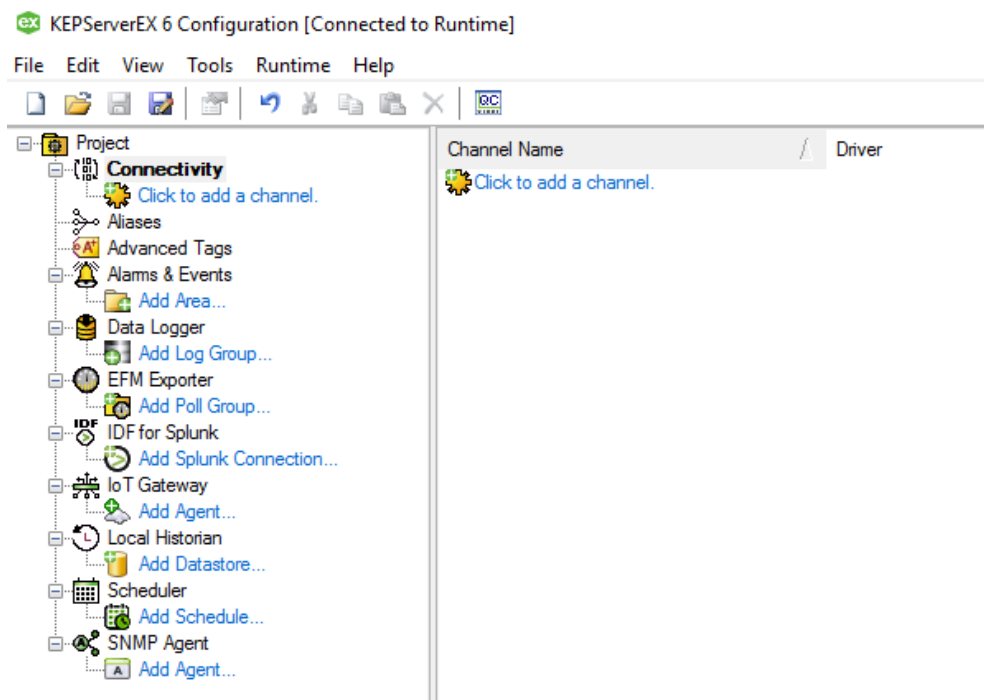 ex KEPServerEX 6 Configuration [Connected to Runtime]
File Edit View Tools Runtime Help
QC
Project
Connectivity
Click to add a channel.
Aliases
A+ Advanced Tags
Alarms & Events
Add Area...
Data Logger
Add Log Group...
EFM Exporter
Add Poll Group...
IDF IDF for Splunk
Add Splunk Connection...
IoT Gateway
Add Agent...
L Local Historian
Add Datastore...
Scheduler
Add Schedule...
A SNMP Agent
A Add Agent...
Channel Name Driver
Click to add a channel.